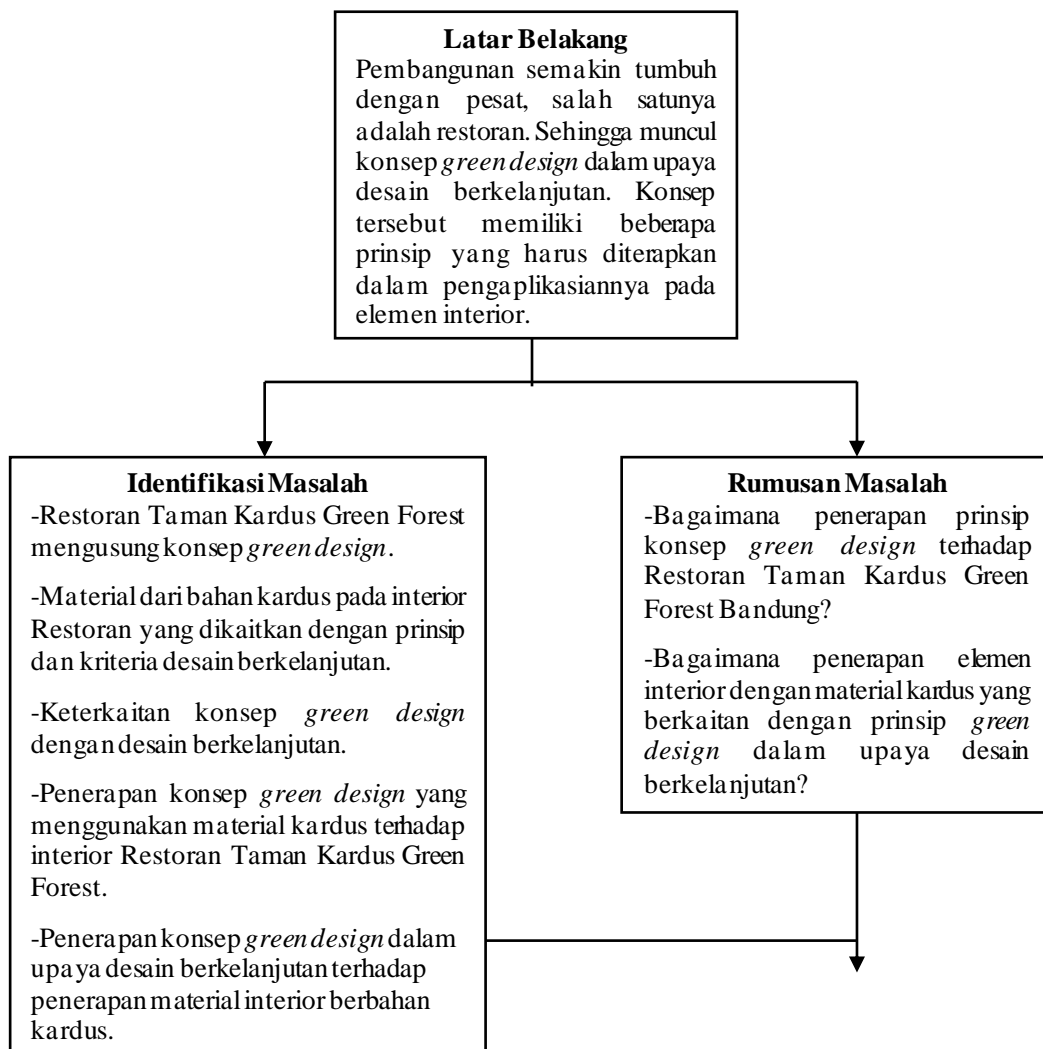 Latar Belakang
Pembangunan semakin tumbuh
dengan pesat, salah satunya
adalah restoran. Sehingga muncul
konsep green design dalam upaya
desain berkelanjutan. Konsep
tersebut memiliki beberapa
prinsip yang harus diterapkan
dalam pengaplikasiannya pada
elemen interior.
Identifikasi Masalah
-Restoran Taman Kardus Green Forest
mengusung konsep green design.
-Material dari bahan kardus pada interior
Restoran yang dikaitkan dengan prinsip
dan kriteria desain berkelanjutan.
-Keterkaitan konsep green design
dengan desain berkelanjutan.
-Penerapan konsep green design yang
menggunakan material kardus terhadap
interior Restoran Taman Kardus Green
Forest.
-Penerapan konsep green design dalam
upaya desain berkelanjutan terhadap
penerapan material interior berbahan
kardus.
Rumusan Masalah
-Bagaimana penerapan prinsip
konsep green design terhadap
Restoran Taman Kardus Green
Forest Bandung?
-Bagaimana penerapan elemen
interior dengan material kardus yang
berkaitan dengan prinsip green
design dalam upaya desain
berkelanjutan?